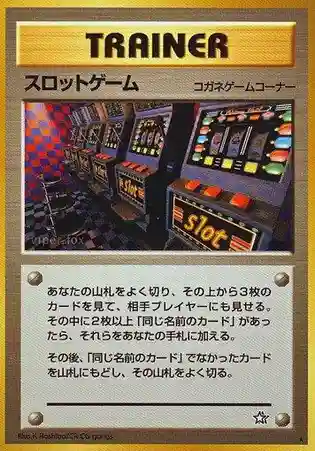 TRAINER
スロットゲーム
コガネゲームコーナー
slot
slot
viper.fox
あなたの山札をよく切り、その上から3枚の
カードを見て、相手プレイヤーにも見せる。
その中に2枚以上「同じ名前のカード」があっ
たら、それらをあなたの手札に加える。
その後、「同じ名前のカード」でなかったカード
を山札にもどし、その山札をよく切る。